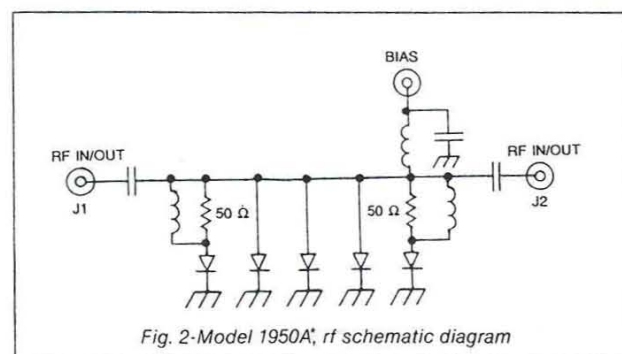 BIAS
RF IN/OUT
RF IN/OUT
J1
50 Ω
50 Ω
J2
Fig. 2-Model 1950A*, rf schematic diagram